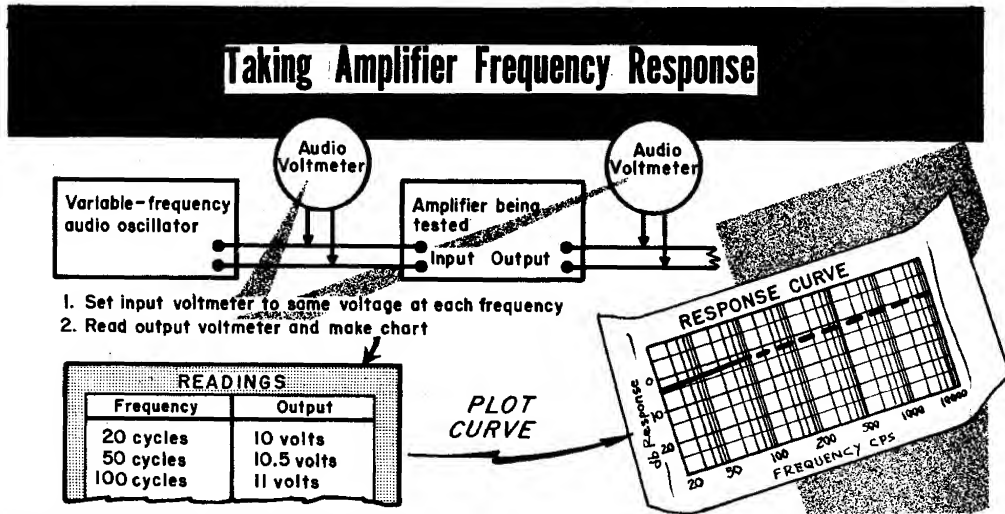 Taking Amplifier Frequency Response
Audio
Voltmeter
Audio
Voltmeter
Variable-frequency
audio oscillator
Amplifier being
tested
Input Output
1. Set input voltmeter to same voltage at each frequency
2. Read output voltmeter and make chart
READINGS
Frequency Output
20 cycles 10 volts
50 cycles 10.5 volts
100 cycles 11 volts
PLOT
CURVE
RESPONSE CURVE
db Response
0
10
20
20 50 100 200 500 1000 10000
FREQUENCY CPS